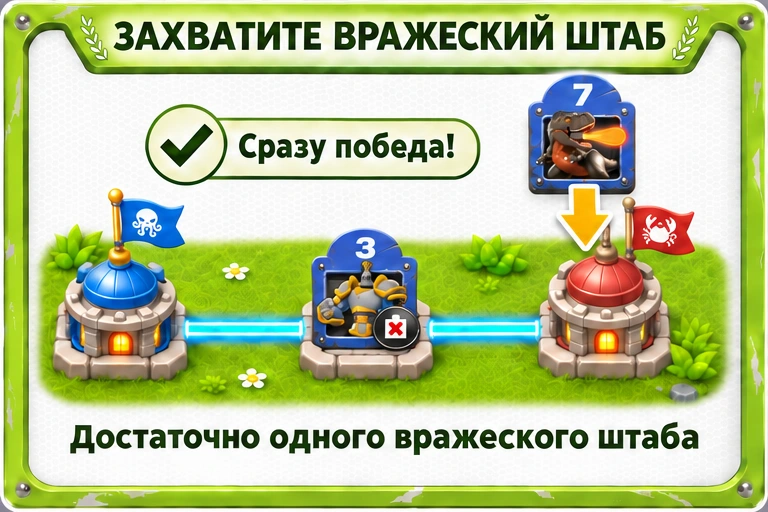 ЗАХВАТИТЕ ВРАЖЕСКИЙ ШТАБ
7
Сразу победа!
3
Достаточно одного вражеского штаба